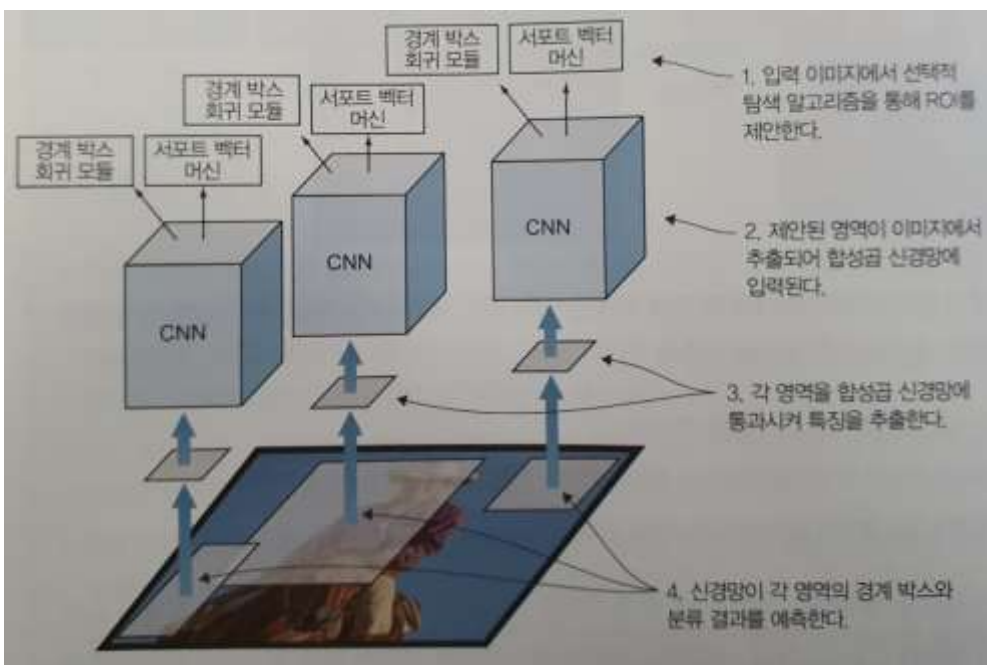 경계 박스
회귀 모듈
서포트 벡터
머신
경계 박스
회귀 모듈
서포트 벡터
머신
경계 박스
회귀 모듈
서포트 벡터
머신
CNN
CNN
CNN
1. 입력 이미지에서 선택적
탐색 알고리즘을 통해 ROI를
제안한다.
2. 제안된 영역이 이미지에서
추출되어 합성곱 신경망에
입력된다.
3. 각 영역을 합성곱 신경망에
통과시켜 특징을 추출한다.
4. 신경망이 각 영역의 경계 박스와
분류 결과를 예측한다.